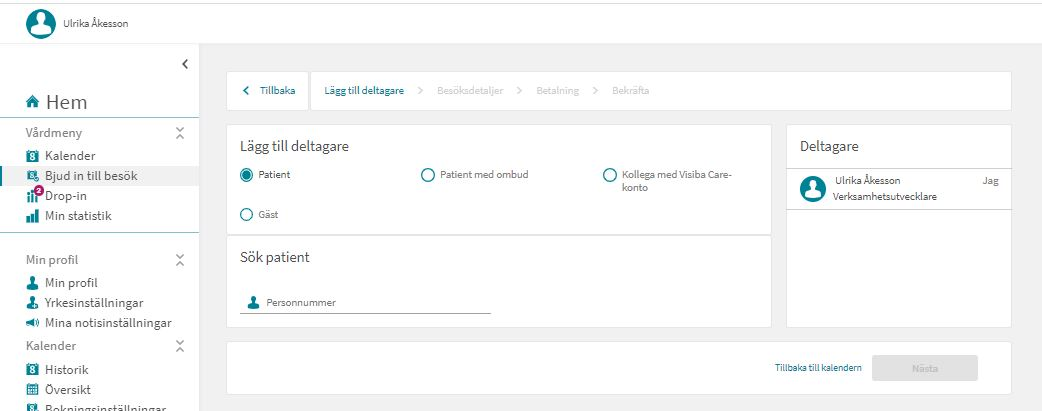 Ulrika Åkesson
Hem
Vårdmeny
Kalender
Bjud in till besök
2
Drop-in
Min statistik
Min profil
Min profil
Yrkesinställningar
Mina notisinställningar
Kalender
Historik
Översikt
Bokningsinställningar
Tillbaka
Lägg till deltagare
Besöksdetaljer
Betalning
Bekräfta
Lägg till deltagare
Patient
Patient med ombud
Kollega med Visiba Care-
konto
Gäst
Sök patient
Personnummer
Deltagare
Ulrika Åkesson
Jag
Verksamhetsutvecklare
Tillbaka till kalendern
Nästa